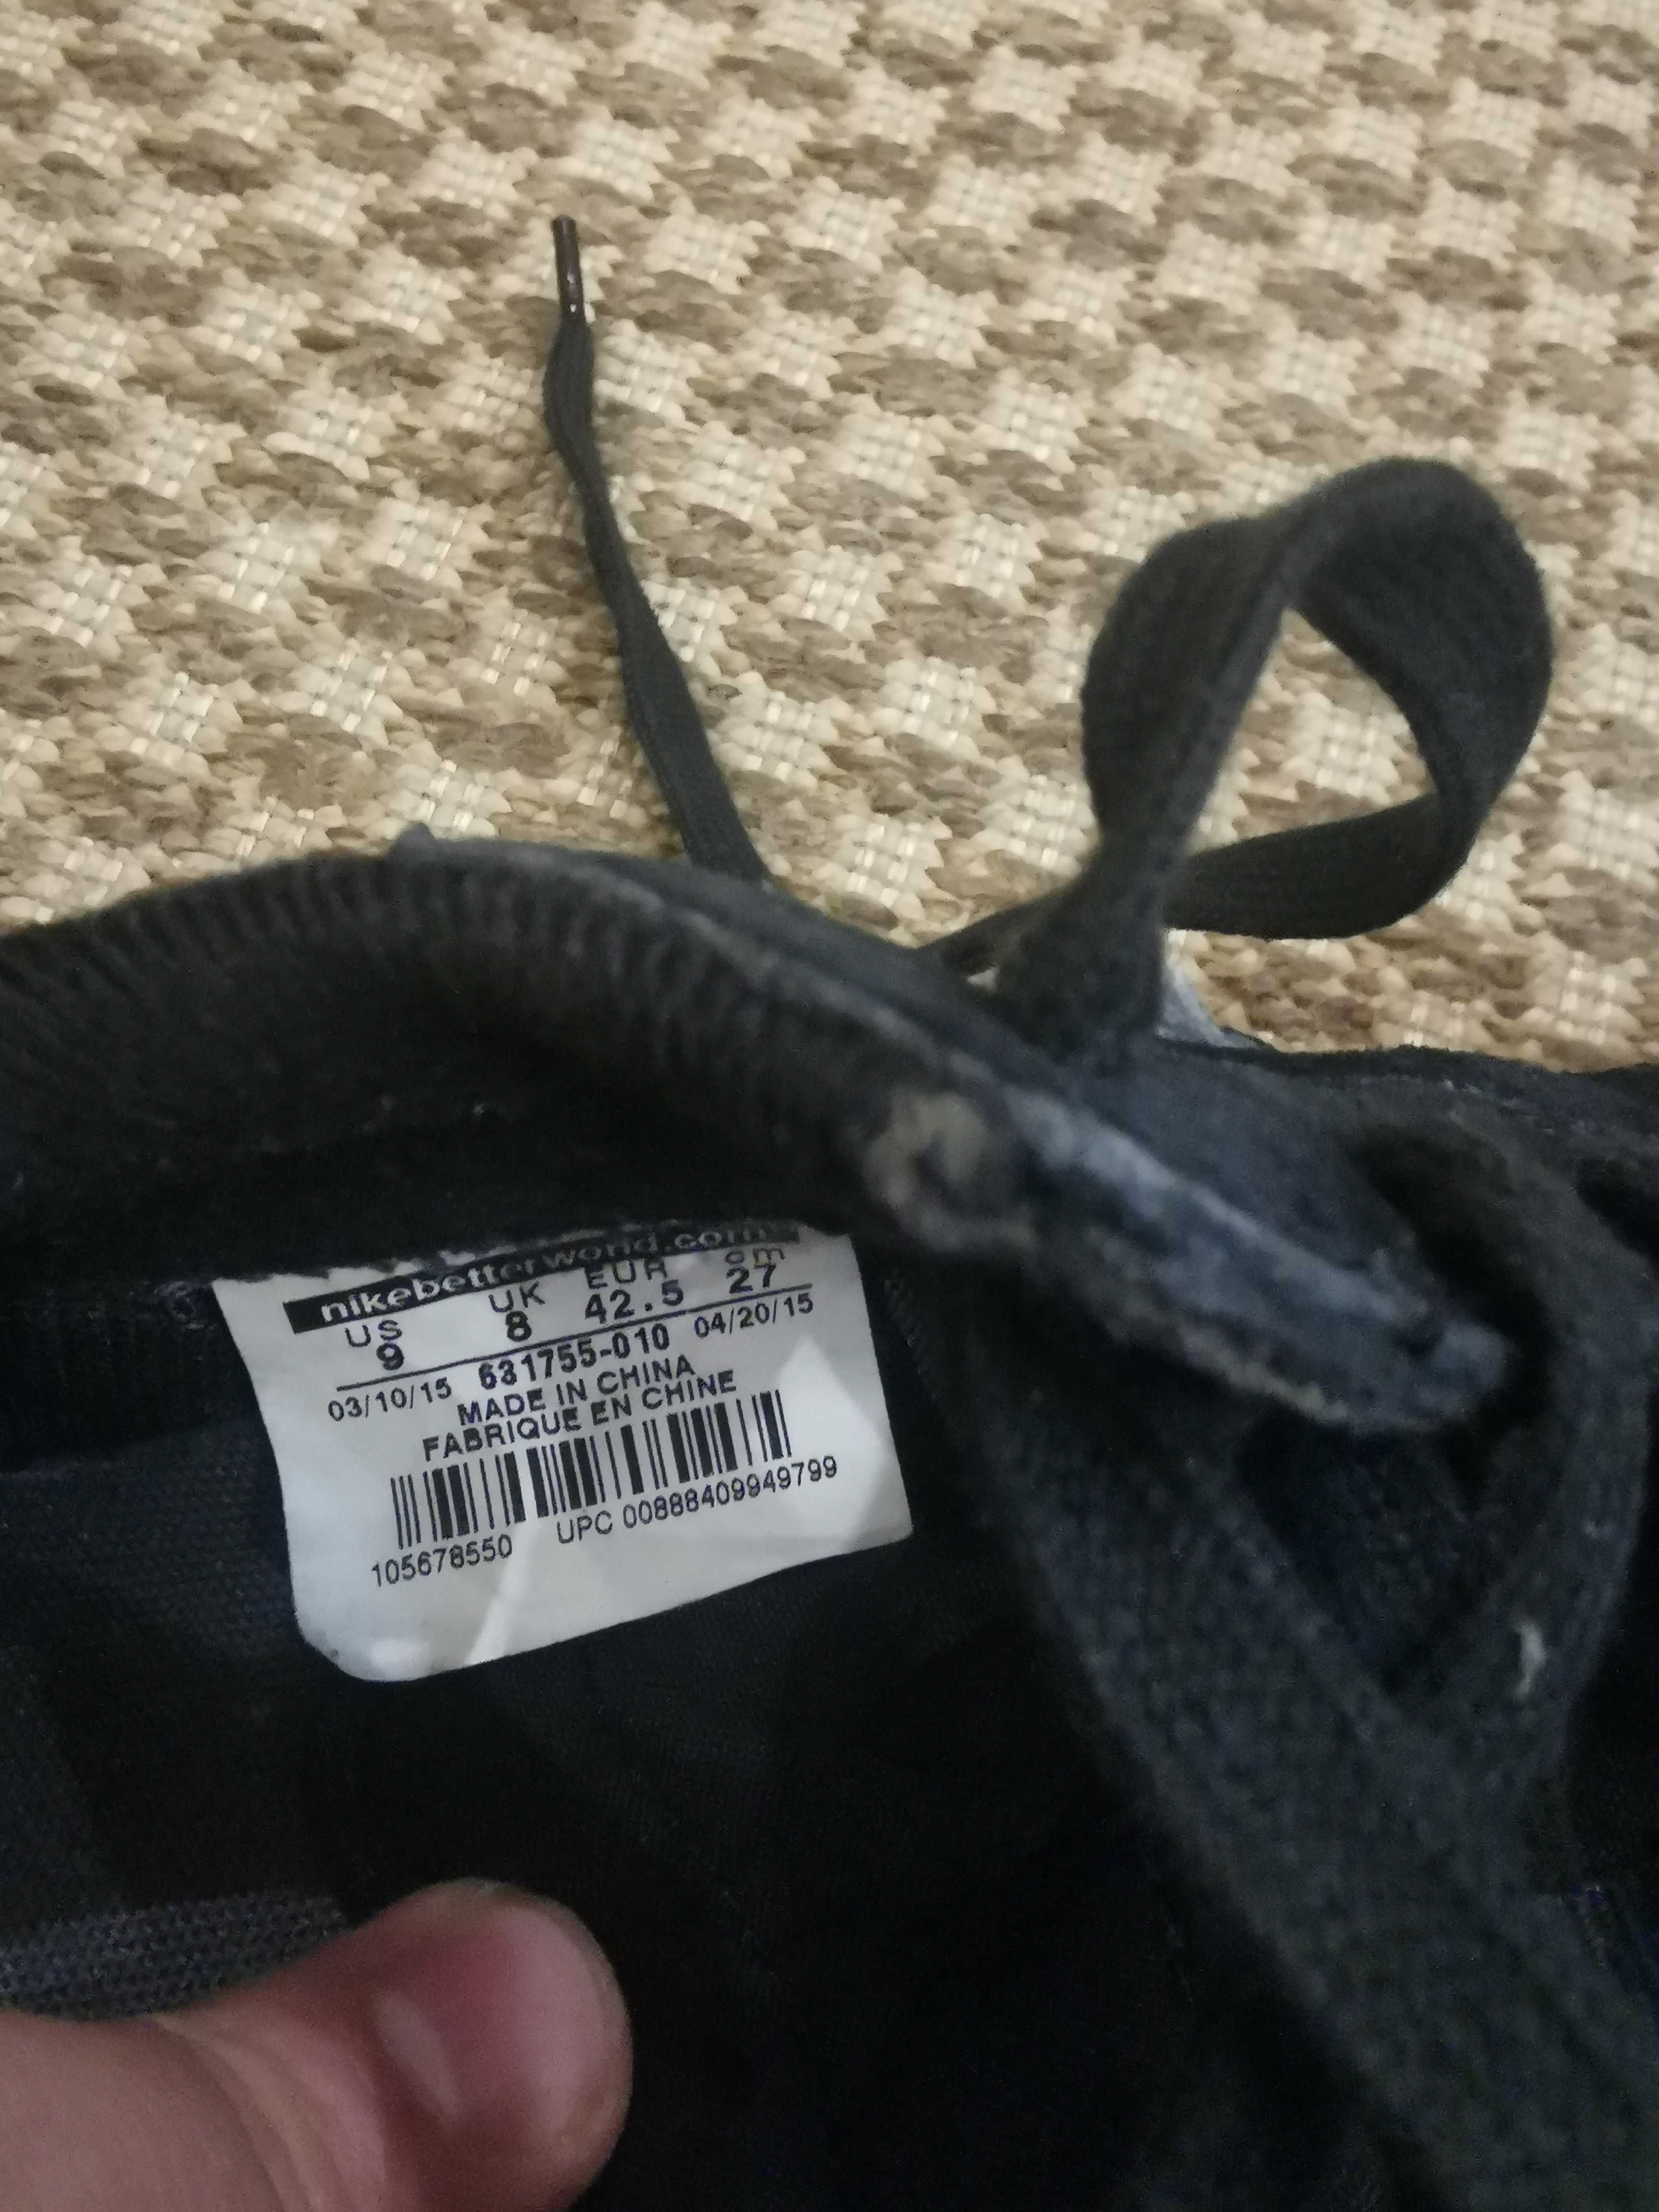 nikebetterworld.com
US UK EUR cm
9 8 42.5 27
03/10/15 631755-010 04/20/15
MADE IN CHINA
FABRIQUE EN CHINE
105678550 UPC 00888409949799